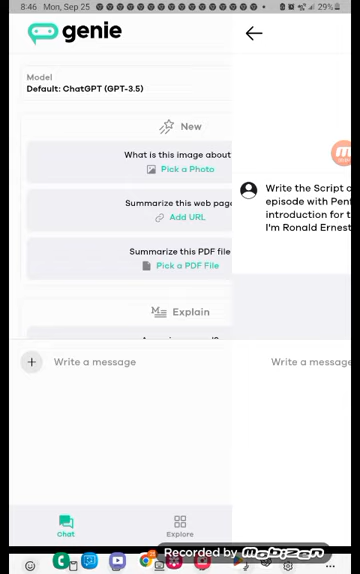 8:46 Mon, Sep 25
29%
genie
Model
Default: ChatGPT (GPT-3.5)
New
What is this image about
Pick a Photo
Summarize this web page
Add URL
Summarize this PDF file
Pick a PDF File
Explain
Write the Script
episode with
introduction for t
I'm Ronald Ernest
Write a message
Write a message
Chat
Explore
Recorded by mobizen